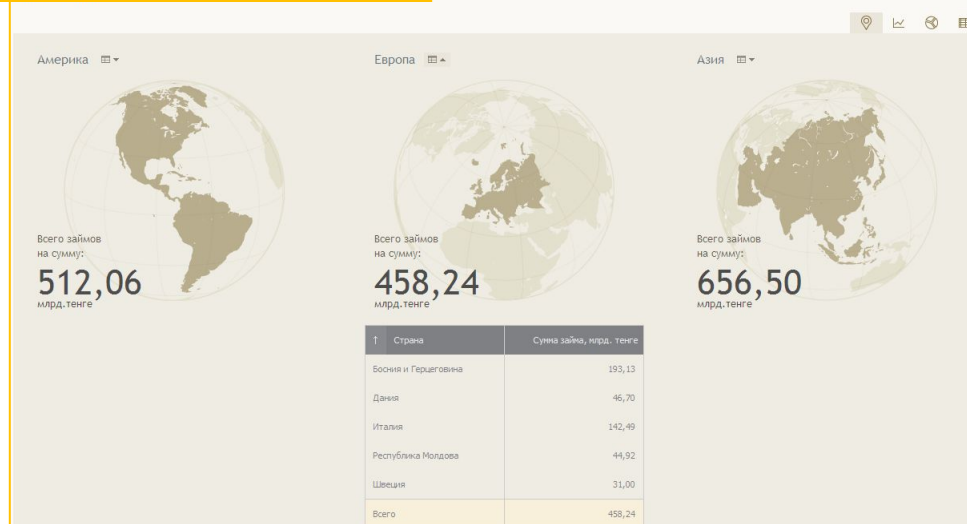 Америка
Европа
Азия
Всего займов
на сумму:
512,06
млрд.тенге
Всего займов
на сумму:
458,24
млрд.тенге
Всего займов
на сумму:
656,50
млрд.тенге
↑ Страна Сумма займа, млрд. тенге
Босния и Герцеговина 193,13
Дания 46,70
Италия 142,49
Республика Молдова 44,92
Швеция 31,00
Всего 458,24